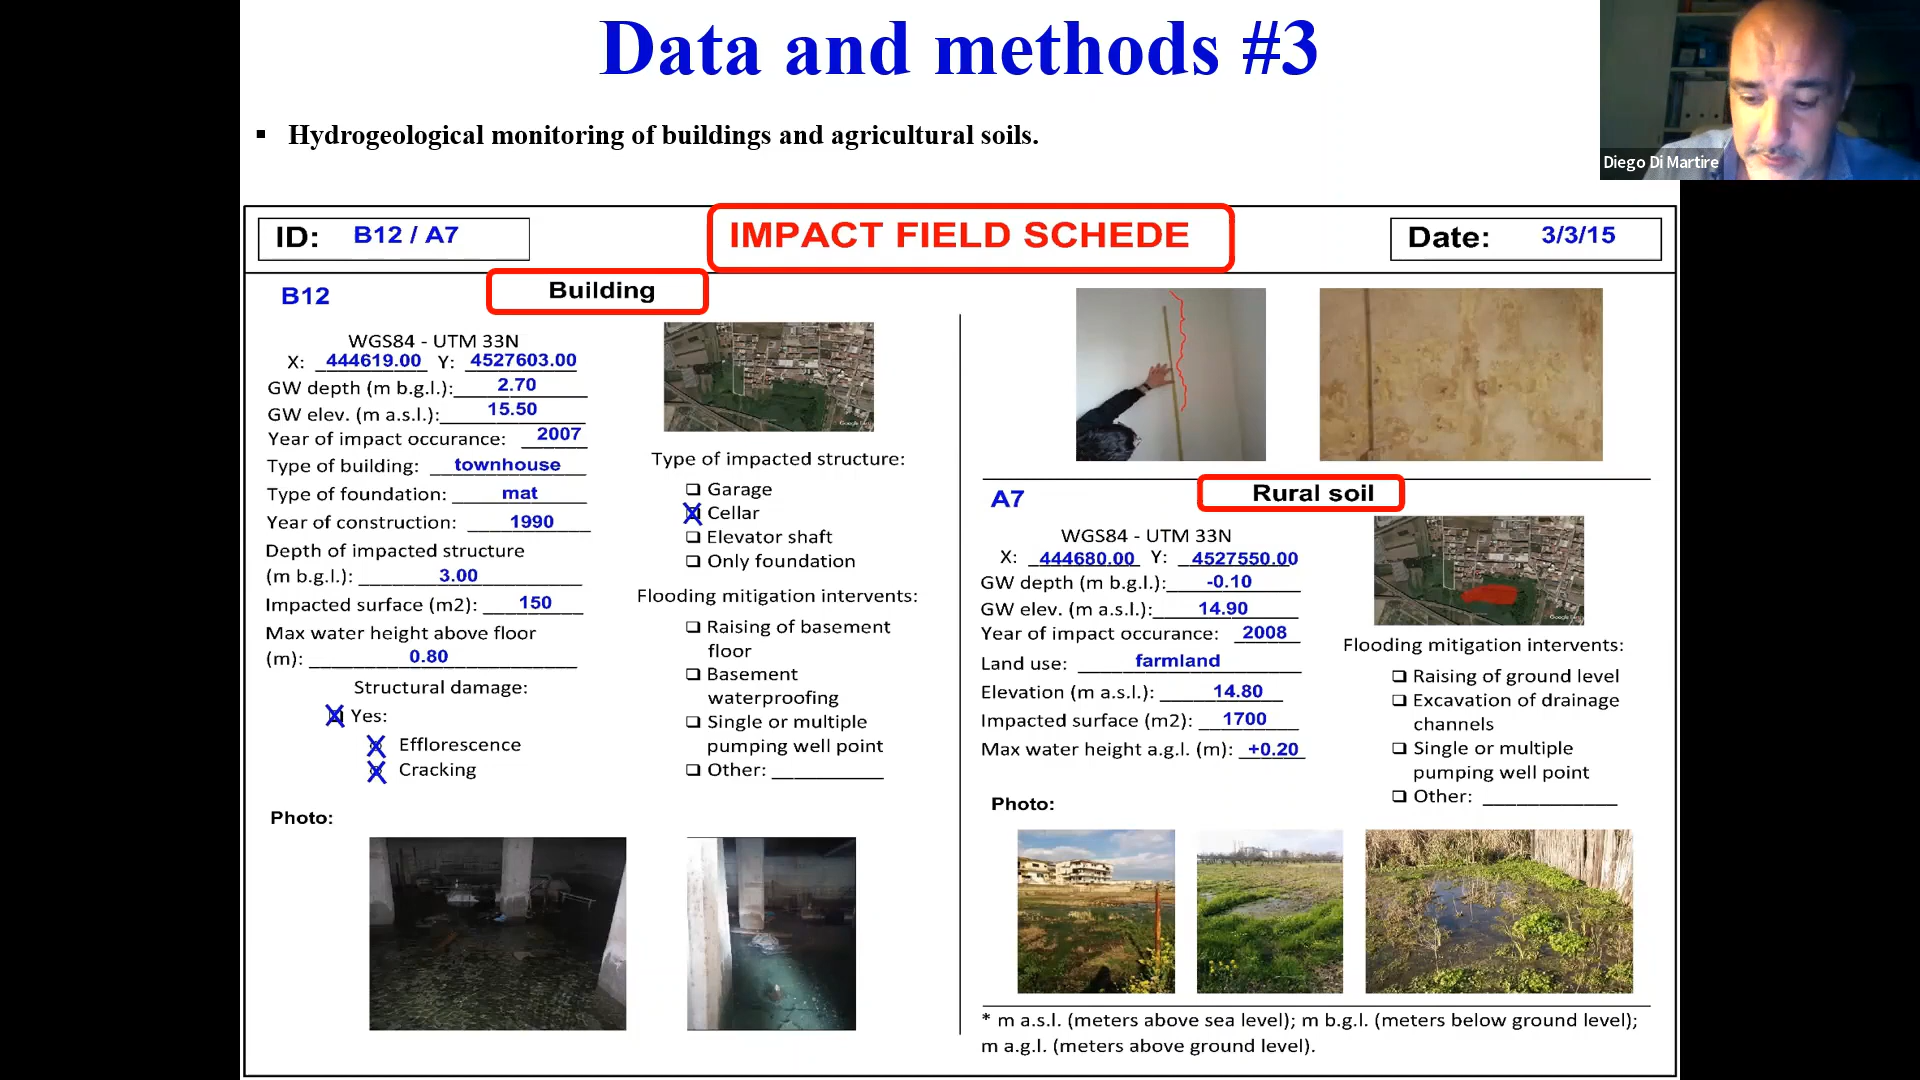 Data and methods #3
▪ Hydrogeological monitoring of buildings and agricultural soils.
Diego Di Martire
ID: B12 / A7
IMPACT FIELD SCHEDE
Date: 3/3/15
B12
Building
WGS84 - UTM 33N
X: 444619.00 Y: 4527603.00
GW depth (m b.g.l.): 2.70
GW elev. (m a.s.l.): 15.50
Year of impact occurance: 2007
Type of building: townhouse
Type of foundation: mat
Year of construction: 1990
Depth of impacted structure
(m b.g.l.): 3.00
Impacted surface (m2): 150
Max water height above floor
(m): 0.80
Structural damage:
Yes:
Efflorescence
Cracking
Photo:
Google Earth
Type of impacted structure:
Garage
Cellar
Elevator shaft
Only foundation
Flooding mitigation intervents:
Raising of basement
floor
Basement
waterproofing
Single or multiple
pumping well point
Other: ___________
A7
Rural soil
WGS84 - UTM 33N
X: 444680.00 Y: 4527550.00
GW depth (m b.g.l.): -0.10
GW elev. (m a.s.l.): 14.90
Year of impact occurance: 2008
Land use: farmland
Elevation (m a.s.l.): 14.80
Impacted surface (m2): 1700
Max water height a.g.l. (m): +0.20
Photo:
Google Earth
Flooding mitigation intervents:
Raising of ground level
Excavation of drainage
channels
Single or multiple
pumping well point
Other: _____________
* m a.s.l. (meters above sea level); m b.g.l. (meters below ground level);
m a.g.l. (meters above ground level).